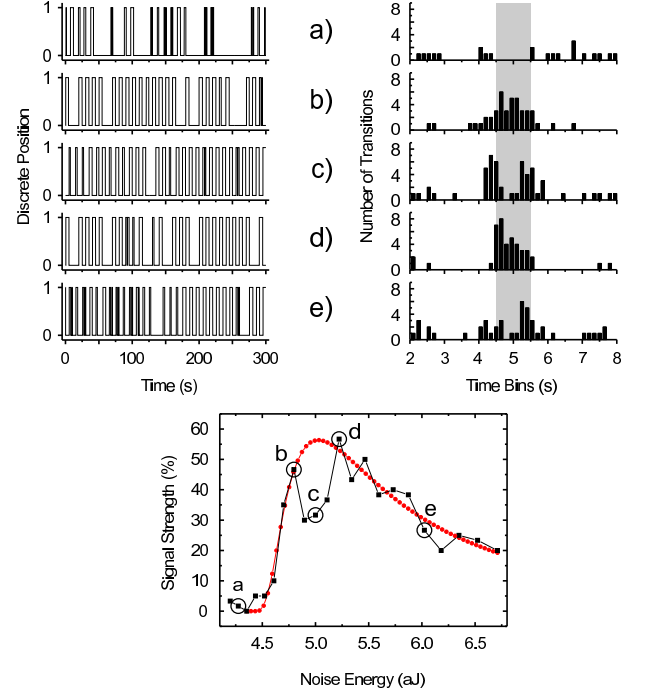 1
0
a)
8
4
0
1
0
b)
8
4
0
1
0
c)
8
4
0
1
0
d)
8
4
0
1
0
e)
8
4
0
Discrete Position
Number of Transitions
0 100 200 300
2 3 4 5 6 7 8
Time (s)
Time Bins (s)
60
50
40
30
20
10
0
Signal Strength (%)
a
b
c
d
e
4.5 5.0 5.5 6.0 6.5
Noise Energy (aJ)